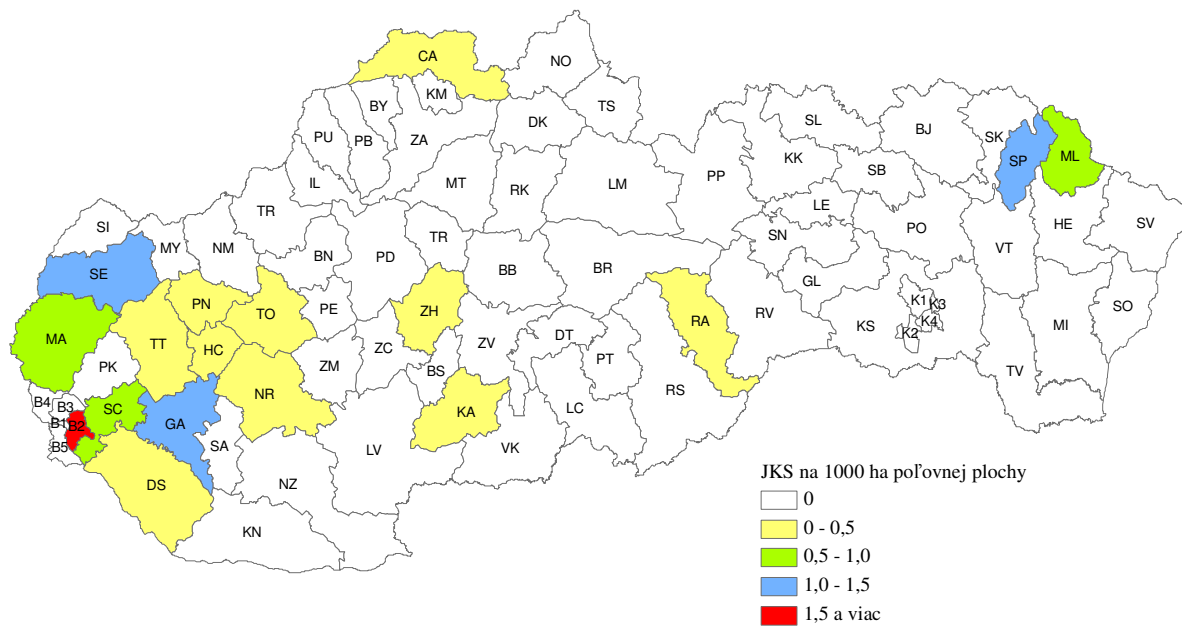 CA
NO
KM
BY
TS
PU
PB
ZA
DK
SL
BJ
SK
SP
ML
IL
MT
RK
LM
PP
KK
SB
LE
TR
SI
MY
NM
BN
PD
TR
BB
BR
SN
PO
VT
HE
SV
SE
GL
PN
TO
PE
ZH
RA
RV
KS
K1
K3
K4
K2
MI
SO
MA
TT
HC
ZM
ZC
ZV
DT
PT
PK
BS
TV
NR
RS
B4
B3
SC
GA
KA
LC
B1
B2
B5
SA
LV
VK
DS
NZ
KN
JKS na 1000 ha poľovnej plochy
0
0 - 0,5
0,5 - 1,0
1,0 - 1,5
1,5 a viac